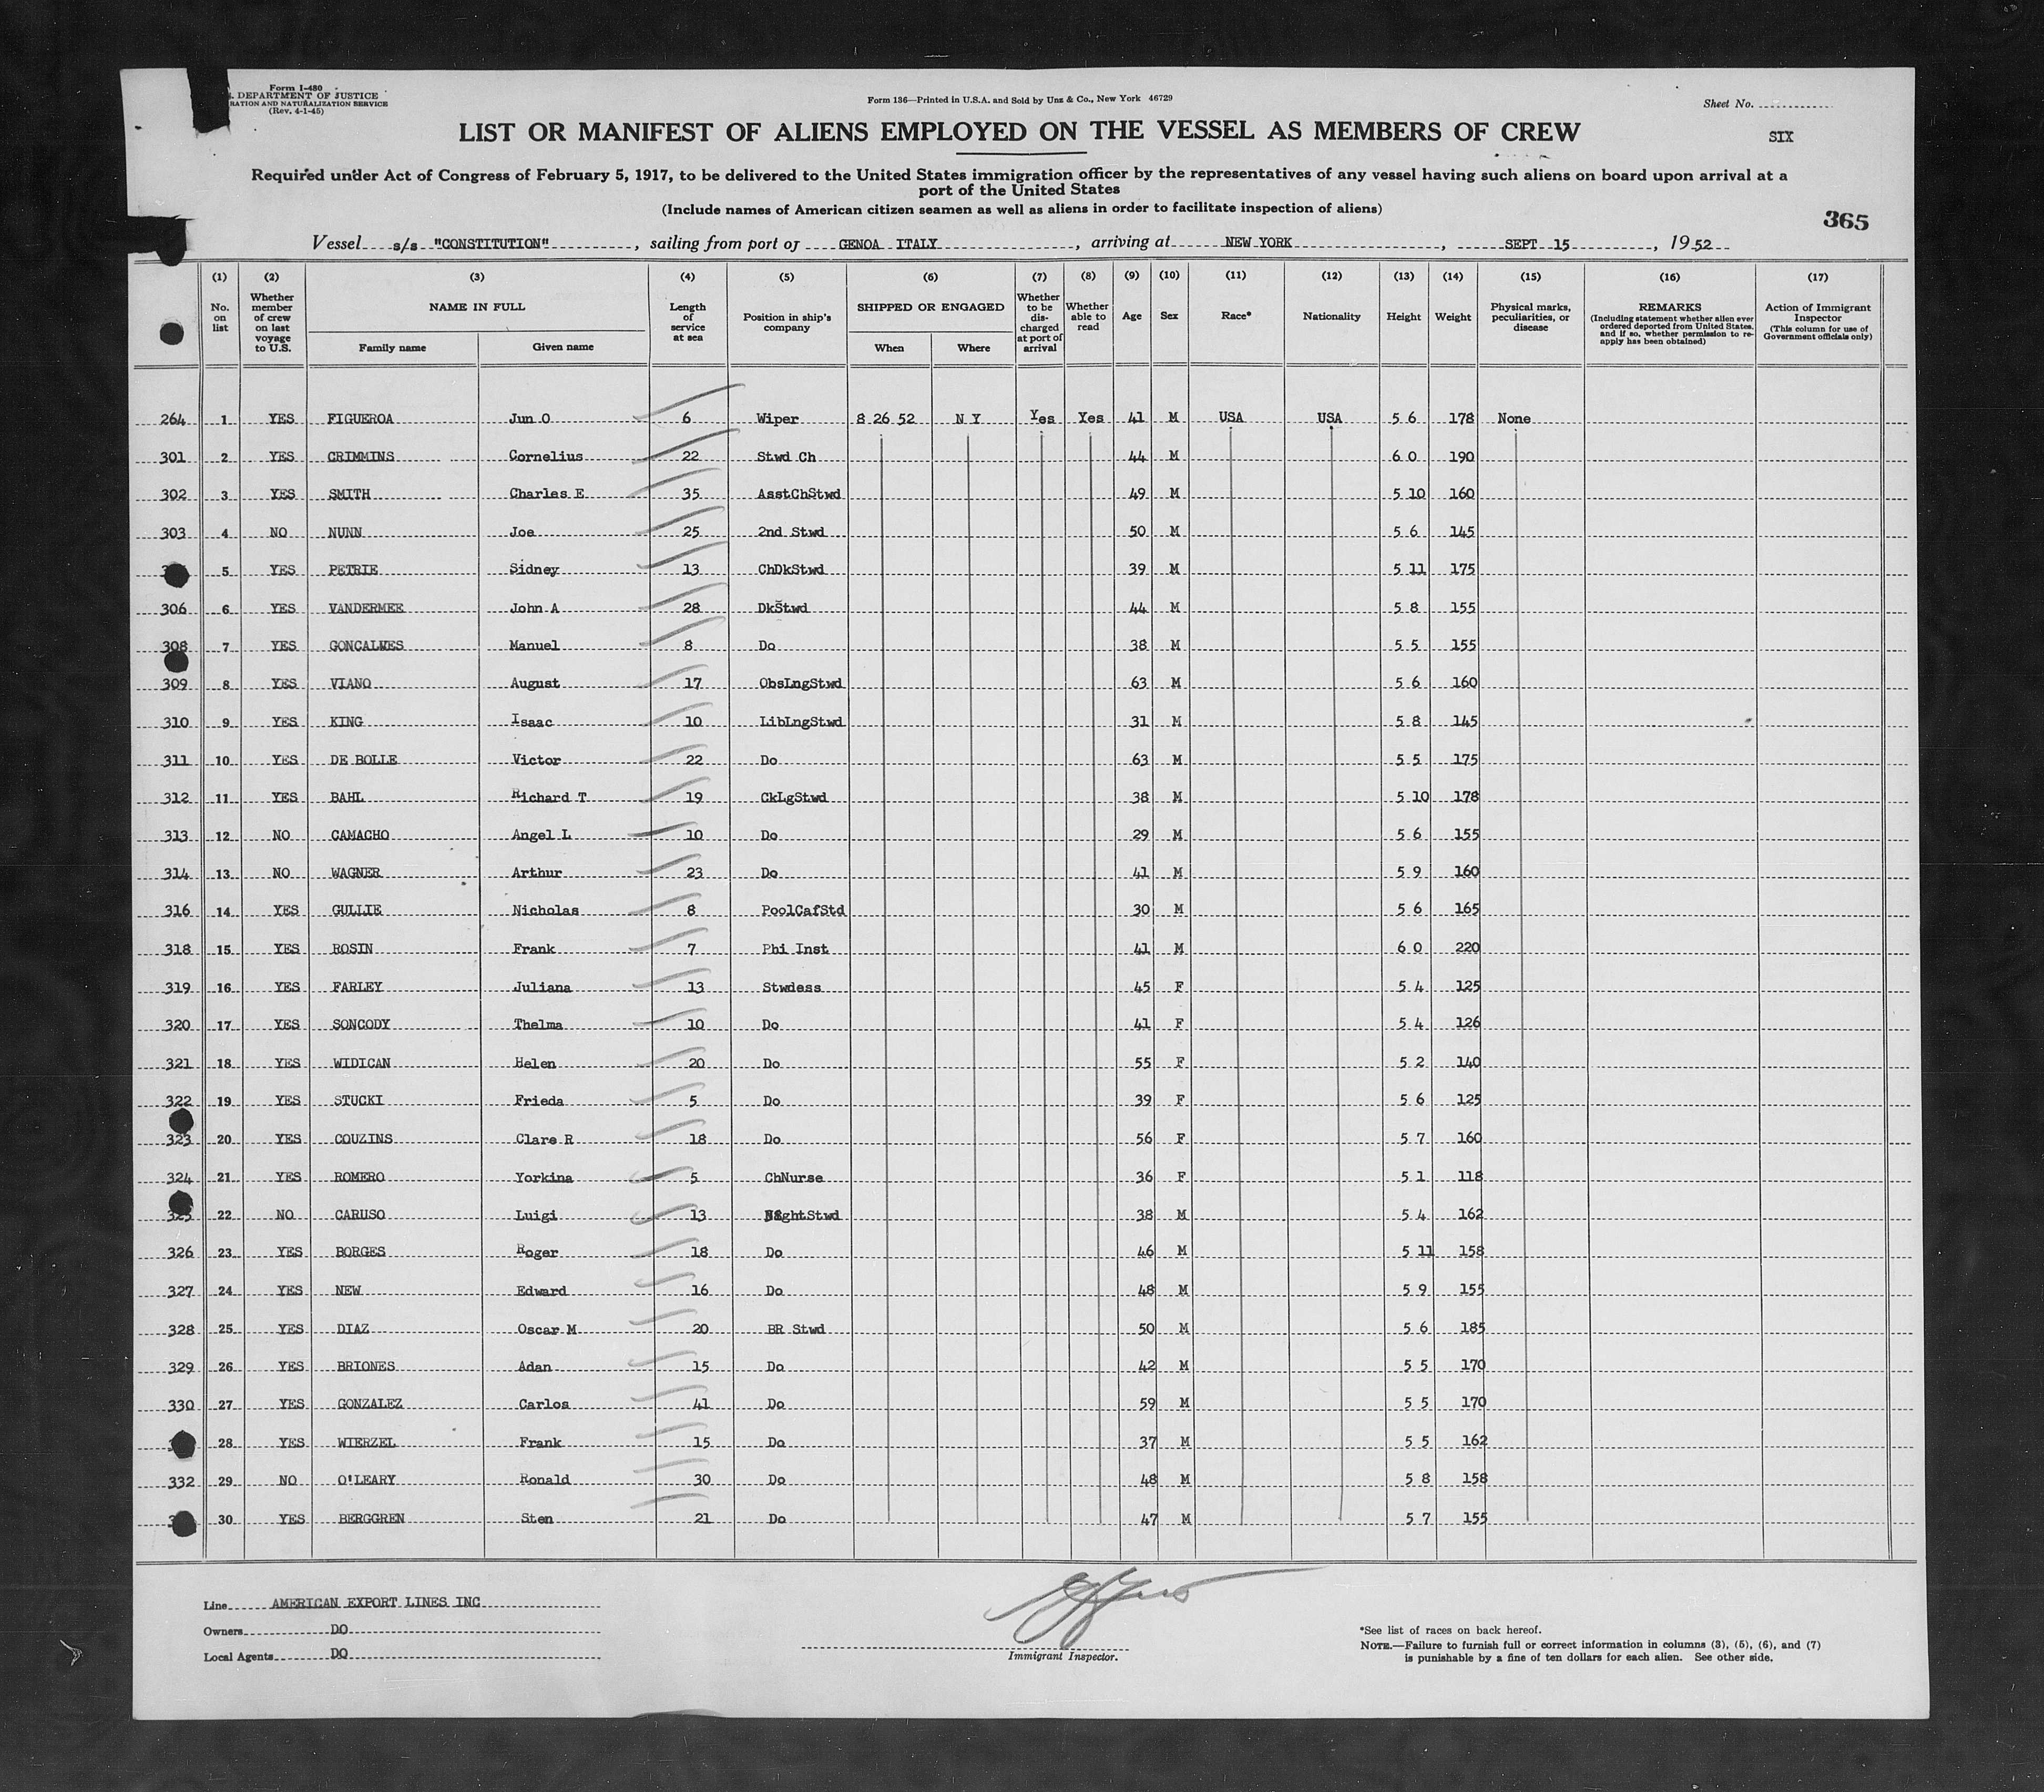 Form I-480
DEPARTMENT OF JUSTICE
RATION AND NATURALIZATION SERVICE
(Rev. 4-1-45)
Form 136—Printed in U.S.A. and Sold by Unz & Co., New York 46729
Sheet No.
SIX
LIST OR MANIFEST OF ALIENS EMPLOYED ON THE VESSEL AS MEMBERS OF CREW
Required under Act of Congress of February 5, 1917, to be delivered to the United States immigration officer by the representatives of any vessel having such aliens on board upon arrival at a
port of the United States
(Include names of American citizen seamen as well as aliens in order to facilitate inspection of aliens)
365
Vessel s/s "CONSTITUTION", sailing from port of GENOA ITALY, arriving at NEW YORK, SEPT 15, 1952
(1) (2) (3) (4) (5) (6) (7) (8) (9) (10) (11) (12) (13) (14) (15) (16) (17)
No. on list
Whether member of crew on last voyage to U.S.
NAME IN FULL
Family name
Given name
Length of service at sea
Position in ship's company
SHIPPED OR ENGAGED
When
Where
Whether to be discharged at port of arrival
Whether able to read
Age
Sex
Race*
Nationality
Height
Weight
Physical marks, peculiarities, or disease
REMARKS
(Including statement whether alien ever ordered deported from United States, and if so, whether permission to reapply has been obtained)
Action of Immigrant Inspector
(This column for use of Government officials only)
264 1 YES FIGUEROA Jun O 6 Wiper 8 26 52 N Y Yes Yes 41 M USA USA 5 6 178 None
301 2 YES CRIMMINS Cornelius 22 Stwd Ch 44 M 6 0 190
302 3 YES SMITH Charles E 35 AsstChStwd 49 M 5 10 160
303 4 NO NUNN Joe 25 2nd Stwd 50 M 5 6 145
5 YES PETRIE Sidney 13 ChDkStwd 39 M 5 11 175
306 6 YES VANDERMEE John A 28 DkStwd 44 M 5 8 155
308 7 YES Manuel 8 Do 38 M 5 5 155
309 8 YES VIANO August 17 ObsLngStwd 63 M 5 6 160
310 9 YES KING Isaac 10 LibLngStwd 31 M 5 8 145
311 10 YES DE BOLLE Victor 22 Do 63 M 5 5 175
312 11 YES BAHL Richard T 19 CkLgStwd 38 M 5 10 178
313 12 NO CAMACHO Angel L 10 Do 29 M 5 6 155
314 13 NO WAGNER Arthur 23 Do 41 M 5 9 160
316 14 YES GULLIE Nicholas 8 PoolCafStd 30 M 5 6 165
318 15 YES ROSIN Frank 7 Phi Inst 41 M 6 0 220
319 16 YES FARLEY Juliana 13 Stwdess 45 F 5 4 125
320 17 YES SONCODY Thelma 10 Do 41 F 5 4 126
321 18 YES WIDICAN Helen 20 Do 55 F 5 2 140
322 19 YES STUCKI Frieda 5 Do 39 F 5 6 125
323 20 YES COUZINS Clare R 18 Do 56 F 5 7 160
324 21 YES ROMERO Yorkina 5 ChNurse 36 F 5 1 118
325 22 NO CARUSO Luigi 13 NightStwd 38 M 5 4 162
326 23 YES BORGES Roger 18 Do 46 M 5 11 158
327 24 YES NEW Edward 16 Do 48 M 5 9 155
328 25 YES DIAZ Oscar M 20 BR Stwd 50 M 5 6 185
329 26 YES BRIONES Adan 15 Do 42 M 5 5 170
330 27 YES GONZALEZ Carlos 41 Do 59 M 5 5 170
28 YES WIERZEL Frank 15 Do 37 M 5 5 162
332 29 NO O'LEARY Ronald 30 Do 48 M 5 8 158
30 YES BERGGREN Sten 21 Do 47 M 5 7 155
Line AMERICAN EXPORT LINES INC
Owners DO
Local Agents DO
Immigrant Inspector.
*See list of races on back hereof.
NOTE.—Failure to furnish full or correct information in columns (3), (5), (6), and (7)
is punishable by a fine of ten dollars for each alien. See other side.